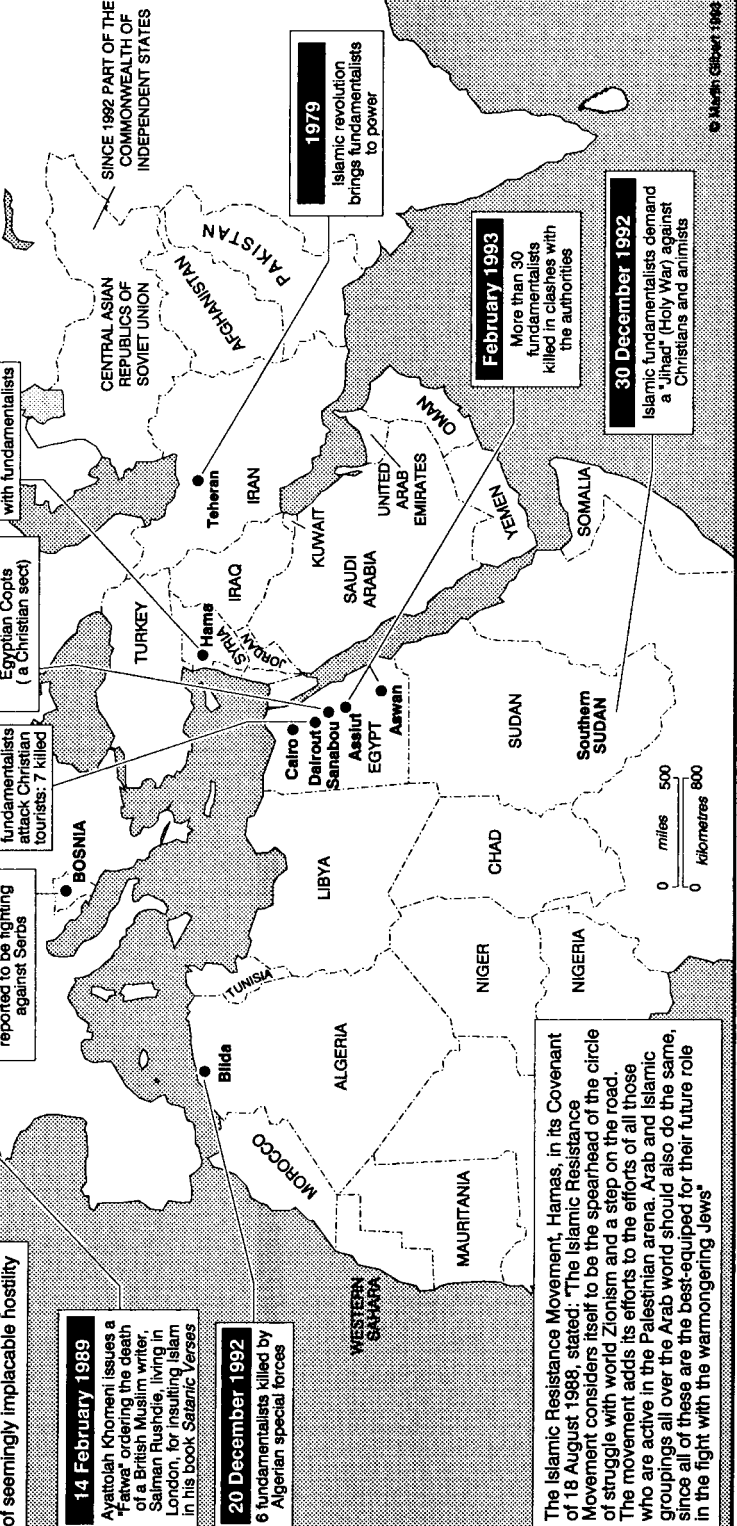 of seemingly implacable hostility
14 February 1989
Ayattolah Khomeni issues a
"Fatwa" ordering the death
of a British Muslim writer,
Salman Rushdie, living in
London, for insulting Islam
in his book Satanic Verses
20 December 1992
6 fundamentalists killed by
Algerian special forces
reported to be fighting
against Serbs
fundamentalists
attack Christian
tourists: 7 killed
Egyptian Copts
( a Christian sect)
with fundamentalists
SINCE 1992 PART OF THE
COMMONWEALTH OF
INDEPENDENT STATES
1979
Islamic revolution
brings fundamentalists
to power
February 1993
More than 30
fundamentalists
killed in clashes with
the authorities
30 December 1992
Islamic fundamentalists demand
a "Jihad" (Holy War) against
Christians and animists
BOSNIA
TURKEY
CENTRAL ASIAN
REPUBLICS OF
SOVIET UNION
AFGHANISTAN
PAKISTAN
Teheran
IRAN
Hama
SYRIA
IRAQ
JORDAN
KUWAIT
SAUDI
ARABIA
UNITED
ARAB
EMIRATES
OMAN
YEMEN
SOMALIA
Blida
TUNISIA
MOROCCO
ALGERIA
LIBYA
Cairo
Dairout
Sanabou
Assiut
EGYPT
Aswan
WESTERN
SAHARA
MAURITANIA
NIGER
NIGERIA
CHAD
SUDAN
Southern
SUDAN
0 miles 500
0 kilometres 800
The Islamic Resistance Movement, Hamas, in its Covenant
of 18 August 1988, stated: "The Islamic Resistance
Movement considers itself to be the spearhead of the circle
of struggle with world Zionism and a step on the road.
The movement adds its efforts to the efforts of all those
who are active in the Palestinian arena. Arab and Islamic
groupings all over the Arab world should also do the same,
since all of these are the best-equiped for their future role
in the fight with the warmongering Jews"
© Martin Gilbert 1993